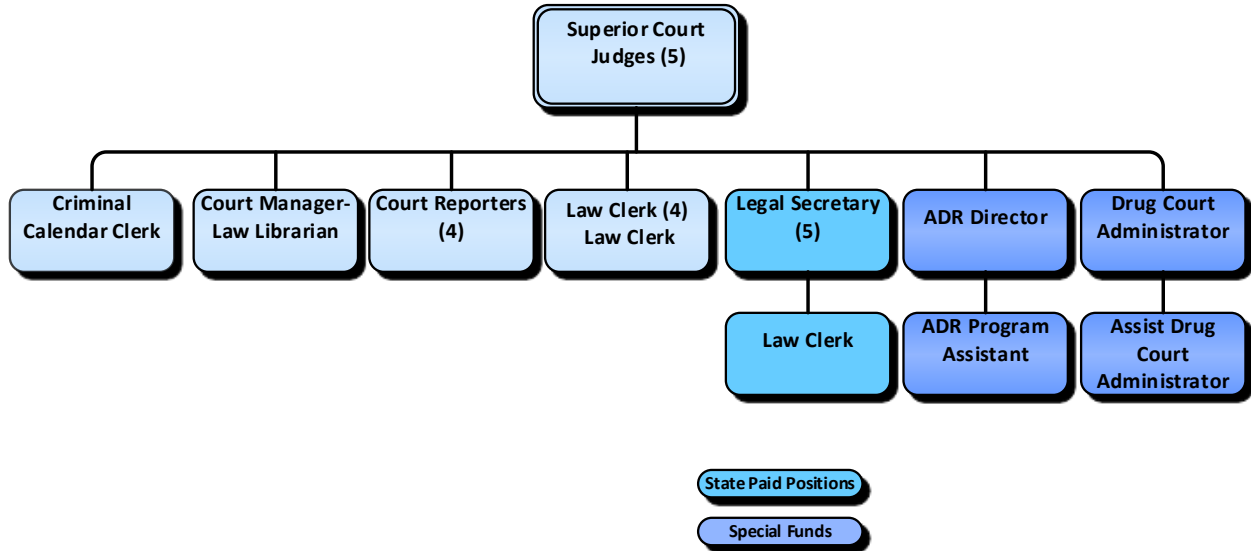 Superior Court
Judges (5)
Criminal
Calendar Clerk
Court Manager-
Law Librarian
Court Reporters
(4)
Law Clerk (4)
Law Clerk
Legal Secretary
(5)
ADR Director
Drug Court
Administrator
Law Clerk
ADR Program
Assistant
Assist Drug
Court
Administrator
State Paid Positions
Special Funds